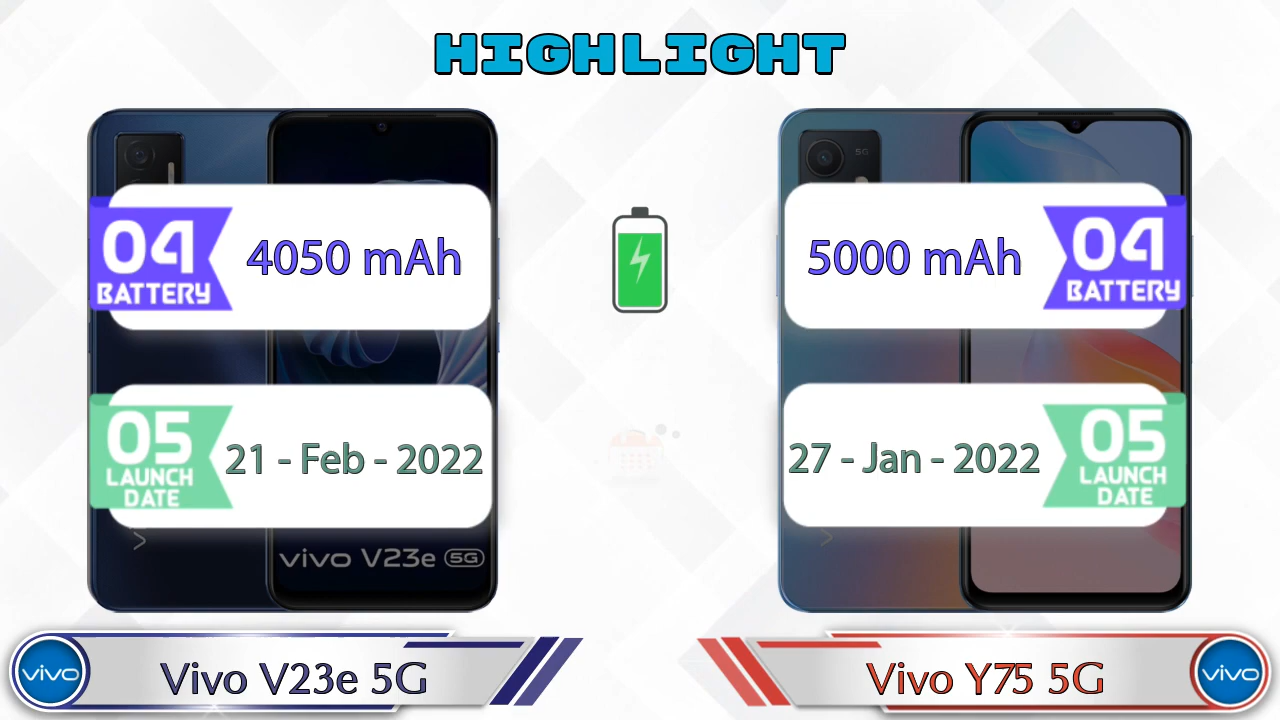 HIGHLIGHT
04
BATTERY
4050 mAh
5000 mAh
04
BATTERY
5G
05
LAUNCH
DATE
21 - Feb - 2022
27 - Jan - 2022
05
LAUNCH
DATE
vivo V23e 5G
vivo
Vivo V23e 5G
Vivo Y75 5G
vivo